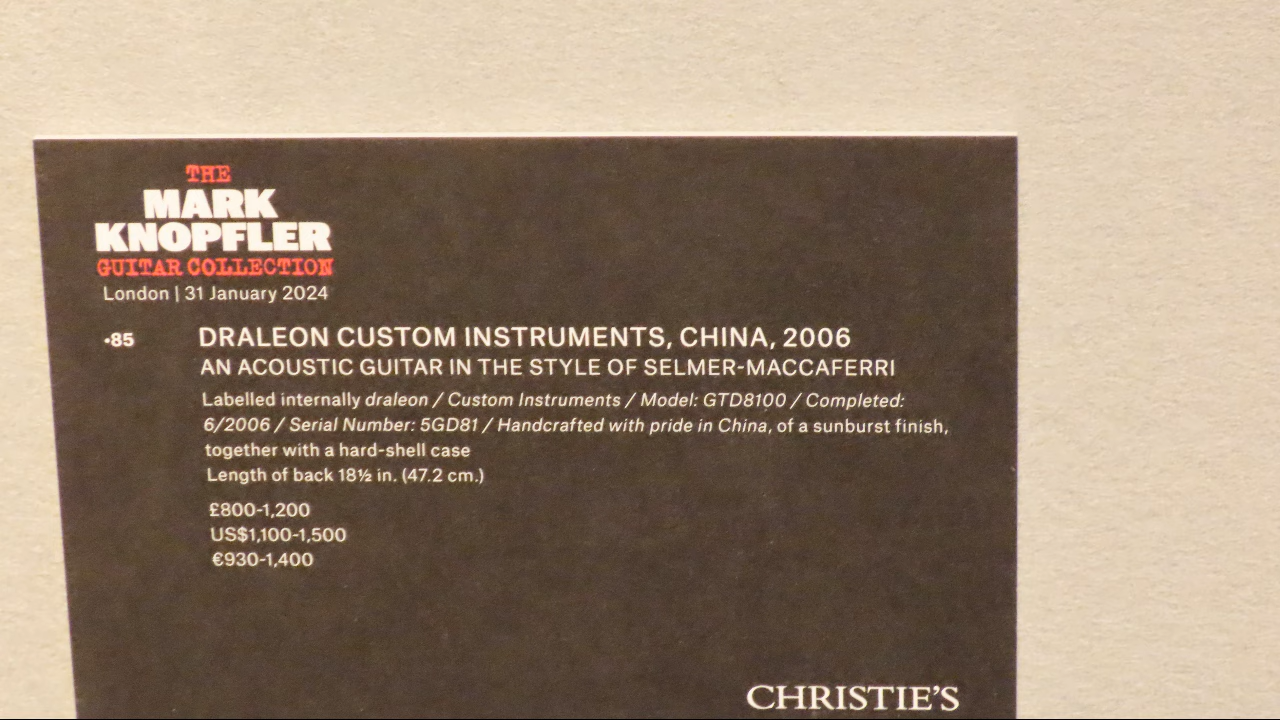 THE
MARK
KNOPFLER
GUITAR COLLECTION
London | 31 January 2024
•85 DRALEON CUSTOM INSTRUMENTS, CHINA, 2006
AN ACOUSTIC GUITAR IN THE STYLE OF SELMER-MACCAFERRI
Labelled internally draleon / Custom Instruments / Model: GTD8100 / Completed:
6/2006 / Serial Number: 5GD81 / Handcrafted with pride in China, of a sunburst finish,
together with a hard-shell case
Length of back 18½ in. (47.2 cm.)
£800-1,200
US$1,100-1,500
€930-1,400
CHRISTIE'S